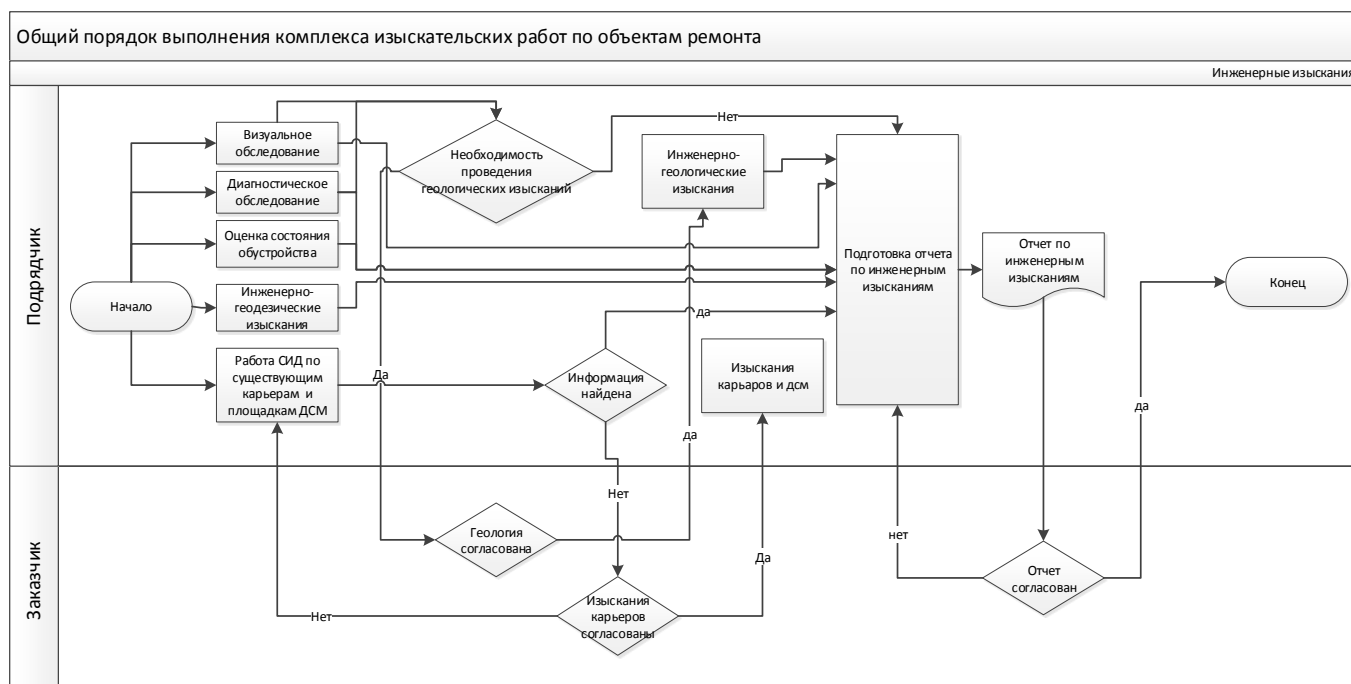 Общий порядок выполнения комплекса изыскательских работ по объектам ремонта
Инженерные изыскания
Подрядчик
Визуальное
обследование
Необходимость
проведения
геологических изысканий
Нет
Инженерно-
геологические
изыскания
Диагностическое
обследование
Оценка состояния
обустройства
Подготовка отчета
по инженерным
изысканиям
Отчет по
инженерным
изысканиям
Конец
Начало
Инженерно-
геодезические
изыскания
да
Работа СИД по
существующим
карьерам и
площадкам ДСМ
Да
Информация
найдена
Изыскания
карьаров и дсм
да
да
Заказчик
Нет
Геология
согласована
нет
Да
Отчет
согласован
Нет
Изыскания
карьеров
согласованы